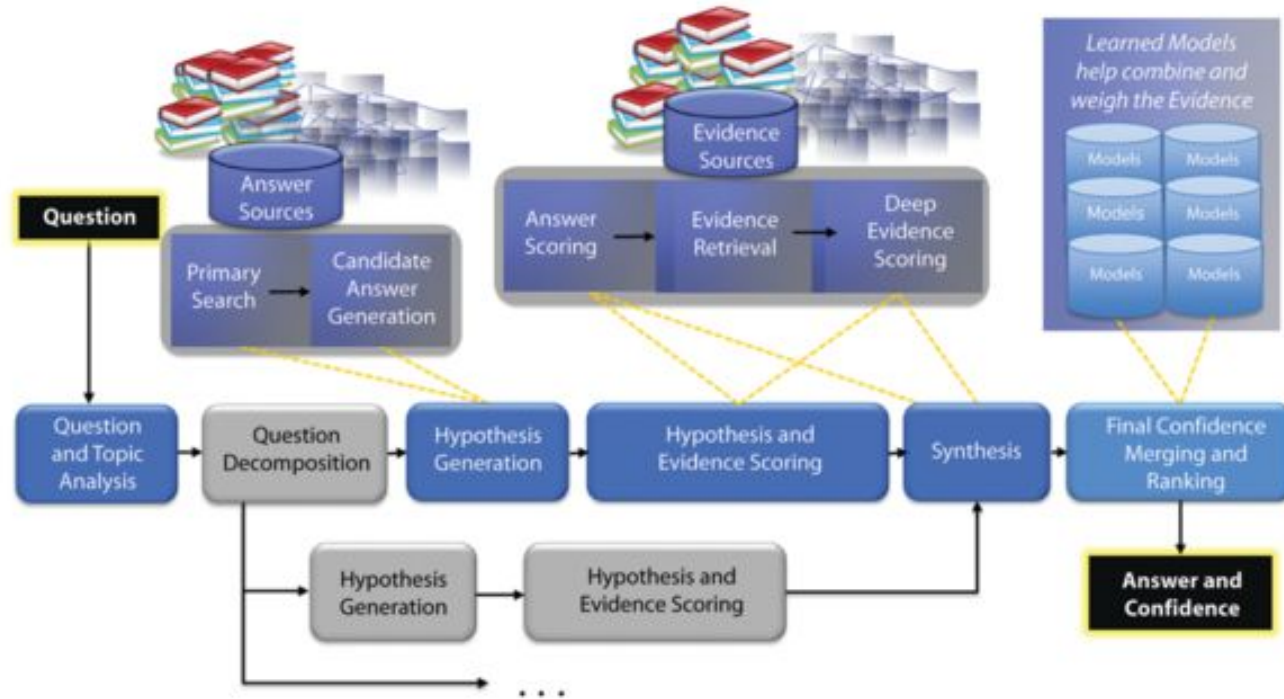 Learned Models
help combine and
weigh the Evidence
Models
Models
Models
Models
Models
Models
Answer
Sources
Evidence
Sources
Question
Primary
Search
Candidate
Answer
Generation
Answer
Scoring
Evidence
Retrieval
Deep
Evidence
Scoring
Question
and Topic
Analysis
Question
Decomposition
Hypothesis
Generation
Hypothesis and
Evidence Scoring
Synthesis
Final Confidence
Merging and
Ranking
Hypothesis
Generation
Hypothesis and
Evidence Scoring
Answer and
Confidence
. . .